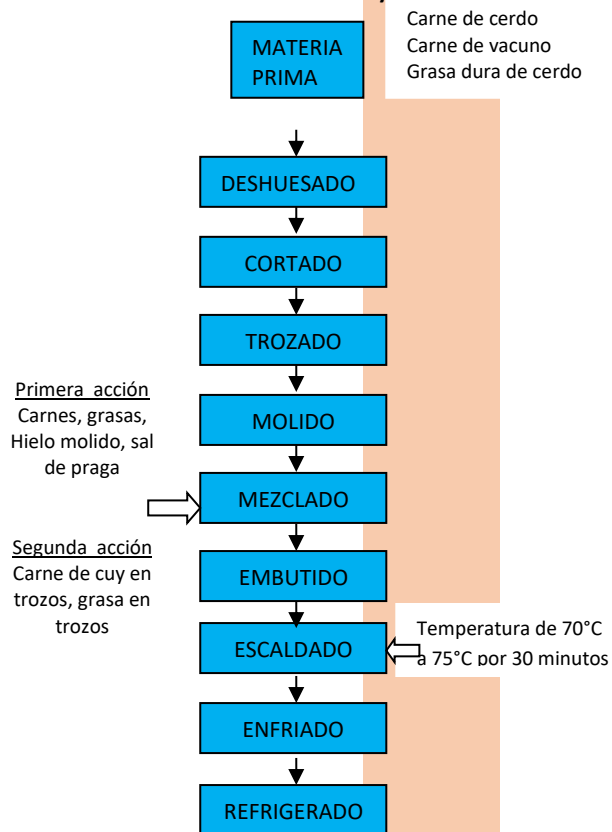 Carne de cerdo
Carne de vacuno
Grasa dura de cerdo
MATERIA
PRIMA
DESHUESADO
CORTADO
TROZADO
MOLIDO
Primera acción
Carnes, grasas,
Hielo molido, sal
de praga
MEZCLADO
Segunda acción
Carne de cuy en
trozos, grasa en
trozos
EMBUTIDO
ESCALDADO
Temperatura de 70°C
a 75°C por 30 minutos
ENFRIADO
REFRIGERADO